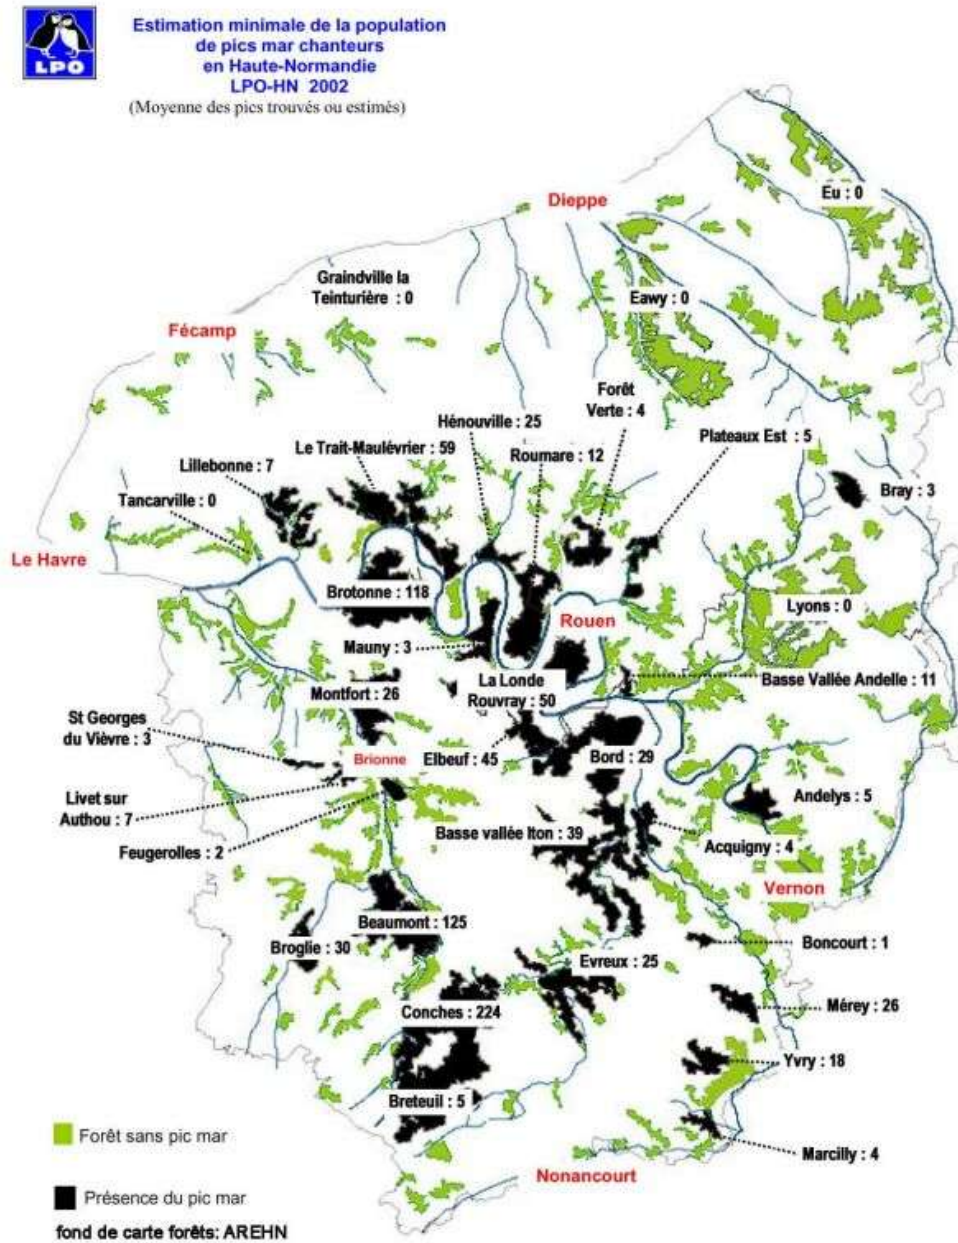 LPO
Estimation minimale de la population
de pics mar chanteurs
en Haute-Normandie
LPO-HN 2002
(Moyenne des pics trouvés ou estimés)
Eu : 0
Dieppe
Graindville la
Teinturière : 0
Eawy : 0
Fécamp
Forêt
Verte : 4
Hénouville : 25
Plateaux Est : 5
Le Trait-Maulévrier : 59
Roumare : 12
Lillebonne : 7
Bray : 3
Tancarville : 0
Le Havre
Brotonne : 118
Lyons : 0
Rouen
Mauny : 3
La Londe
Rouvray : 50
Basse Vallée Andelle : 11
Montfort : 26
St Georges
du Vièvre : 3
Brionne
Elbeuf : 45
Bord : 29
Livet sur
Authou : 7
Andelys : 5
Basse vallée Iton : 39
Acquigny : 4
Feugerolles : 2
Vernon
Beaumont : 125
Broglie : 30
Boncourt : 1
Evreux : 25
Conches : 224
Mérey : 26
Yvry : 18
Breteuil : 5
Forêt sans pic mar
Marcilly : 4
Nonancourt
Présence du pic mar
fond de carte forêts: AREHN